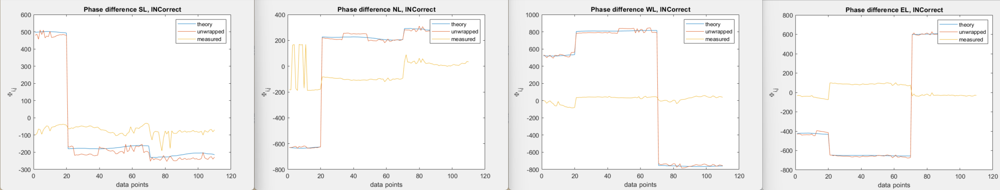 Phase difference SL, INCorrect
600
500
400
300
200
100
0
-100
-200
-300
Φi,j
0 20 40 60 80 100 120
data points
theory
unwrapped
measured
Phase difference NL, INCorrect
400
200
0
-200
-400
-600
-800
Φi,j
0 20 40 60 80 100 120
data points
theory
unwrapped
measured
Phase difference WL, INCorrect
1000
800
600
400
200
0
-200
-400
-600
-800
Φi,j
0 20 40 60 80 100 120
data points
theory
unwrapped
measured
Phase difference EL, INCorrect
800
600
400
200
0
-200
-400
-600
-800
Φi,j
0 20 40 60 80 100 120
data points
theory
unwrapped
measured